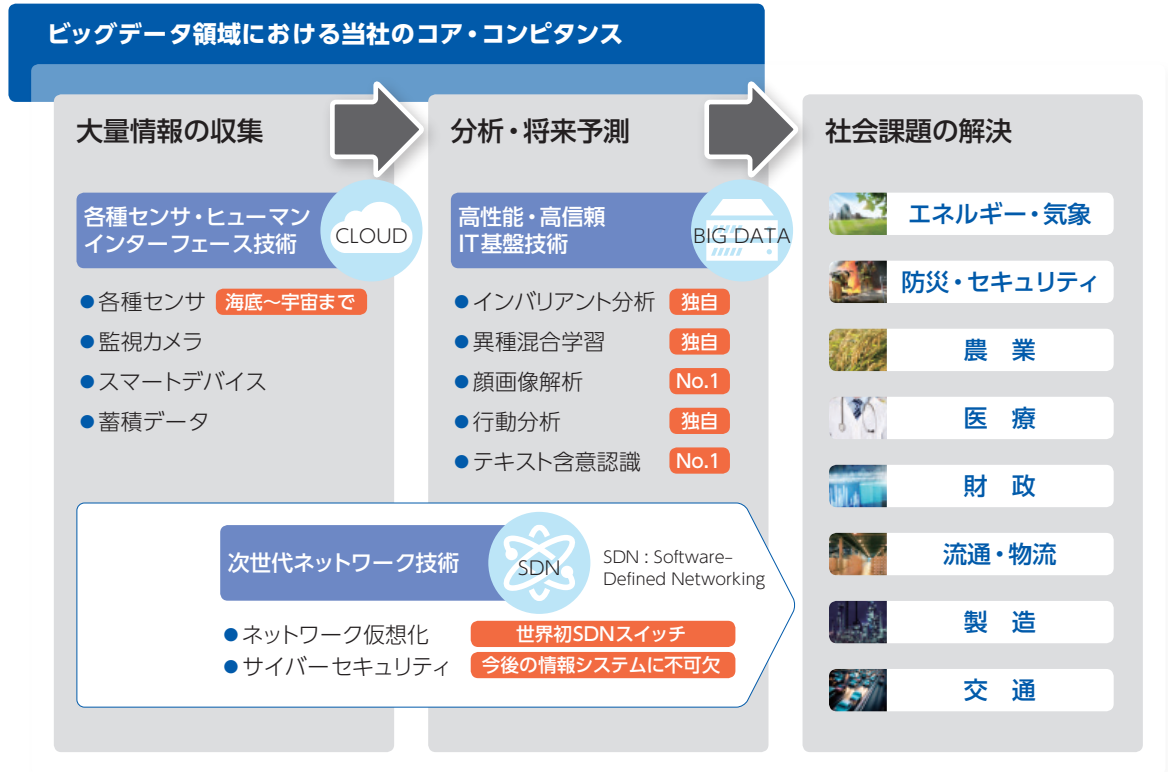 ビッグデータ領域における当社のコア・コンピタンス
大量情報の収集
各種センサ・ヒューマン
インターフェース技術
CLOUD
●各種センサ 海底～宇宙まで
●監視カメラ
●スマートデバイス
●蓄積データ
分析・将来予測
高性能・高信頼
IT基盤技術
BIG DATA
●インバリアント分析 独自
●異種混合学習 独自
●顔画像解析 No.1
●行動分析 独自
●テキスト含意認識 No.1
次世代ネットワーク技術
SDN
SDN : Software–
Defined Networking
●ネットワーク仮想化 世界初SDNスイッチ
●サイバーセキュリティ 今後の情報システムに不可欠
社会課題の解決
エネルギー・気象
防災・セキュリティ
農　業
医　療
財　政
流通・物流
製　造
交　通